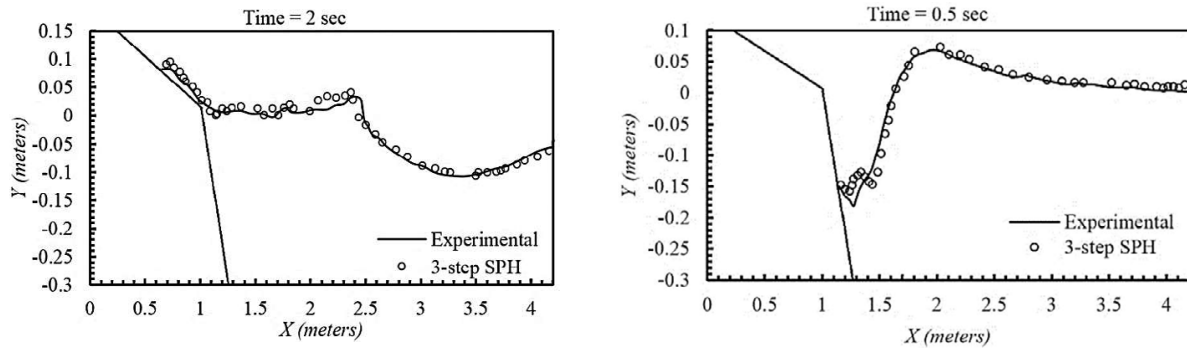 Time = 2 sec
0.15
0.1
0.05
0
-0.05
-0.1
-0.15
-0.2
-0.25
-0.3
Y (meters)
Experimental
3-step SPH
0 0.5 1 1.5 2 2.5 3 3.5 4
X (meters)
Time = 0.5 sec
0.1
0.05
0
-0.05
-0.1
-0.15
-0.2
-0.25
-0.3
Y (meters)
Experimental
3-step SPH
0 0.5 1 1.5 2 2.5 3 3.5 4
X (meters)